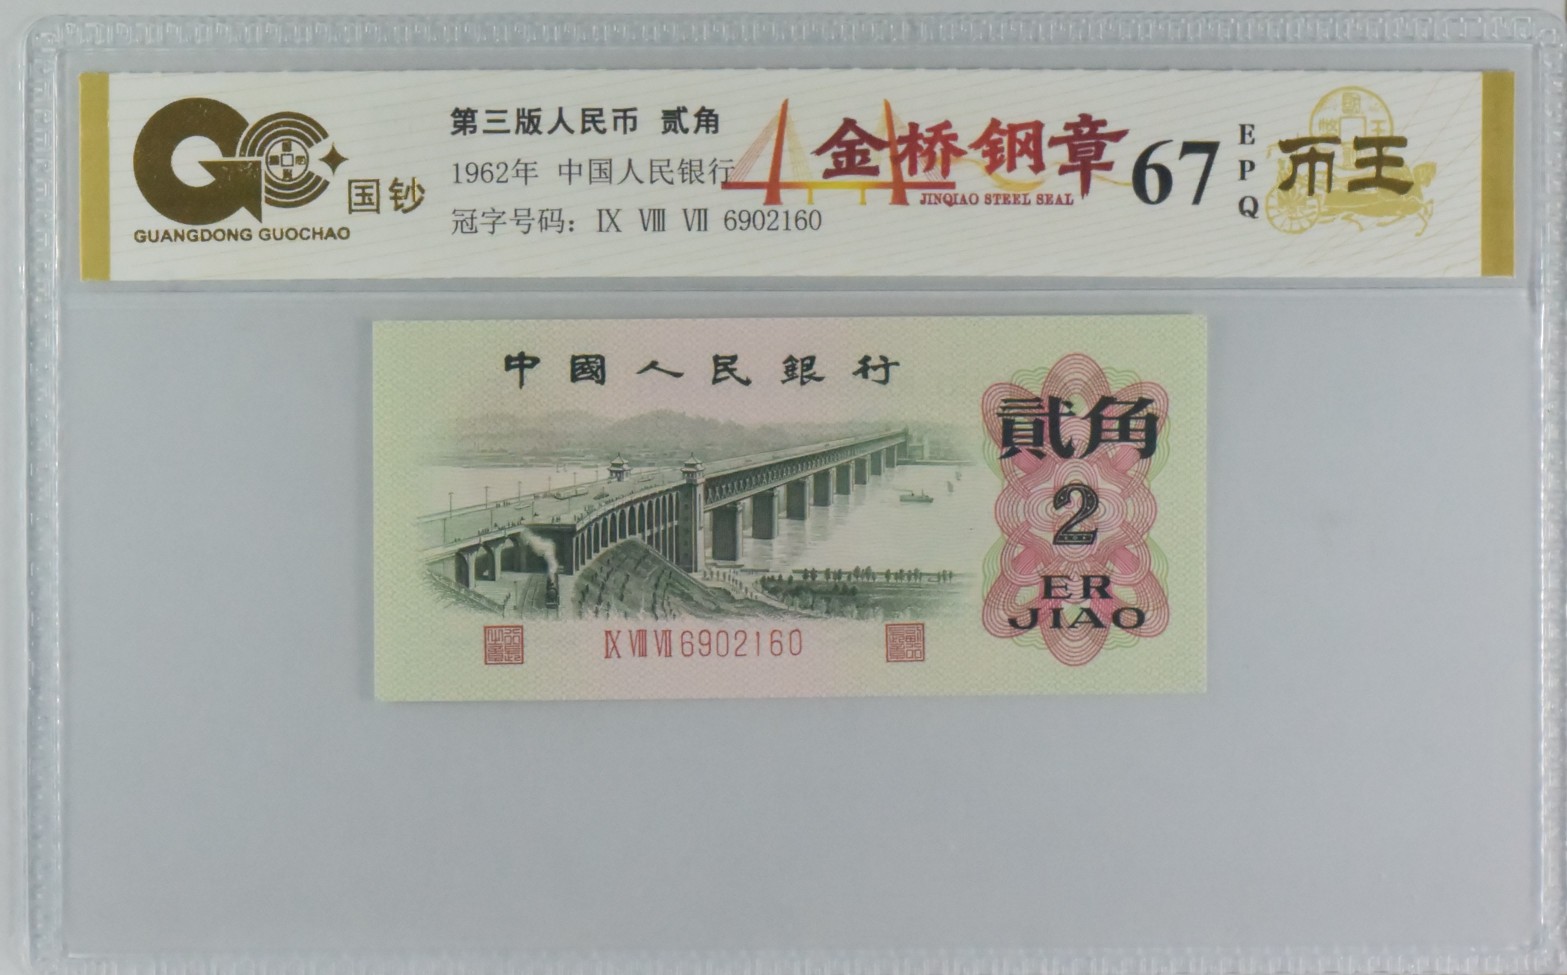 国钞
GUANGDONG GUOCHAO
第三版人民币 贰角
1962年 中国人民银行
冠字号码: Ⅸ Ⅷ Ⅶ 6902160
金桥钢章
JINQIAO STEEL SEAL
67
EPQ
币王
中國人民銀行
貳角
2
ER
JIAO
Ⅸ Ⅷ Ⅶ 6902160